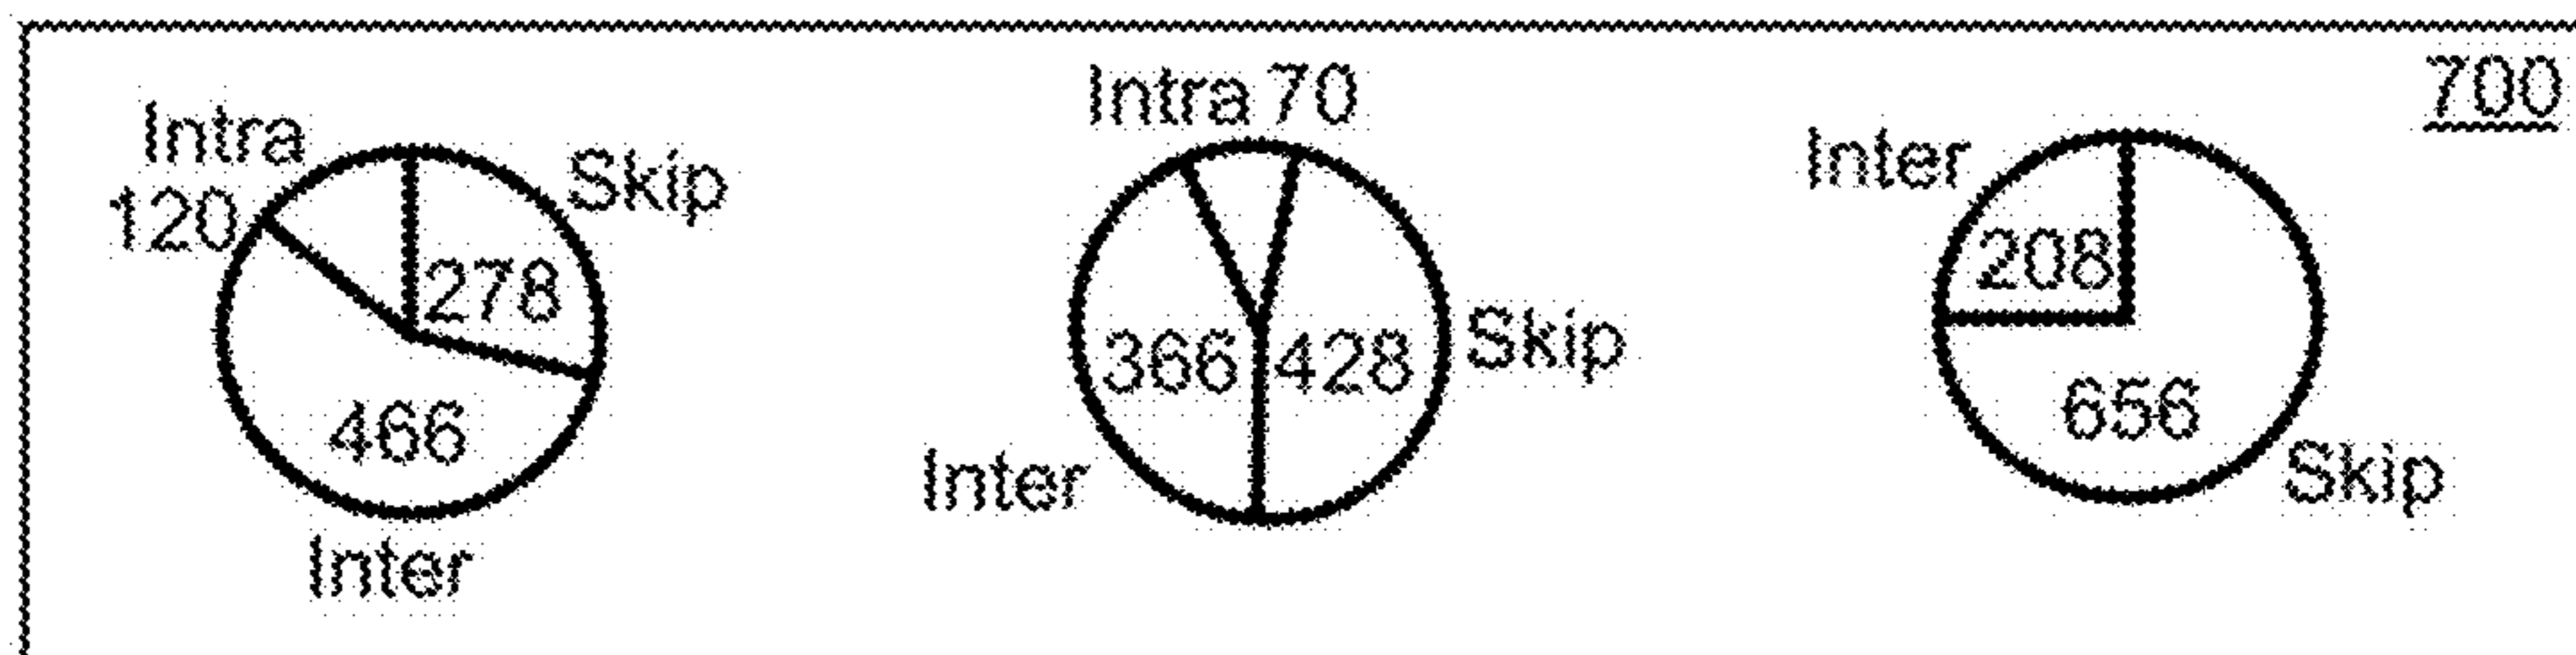 700
Intra
120
Skip
278
466
Inter
Intra 70
366
428
Skip
Inter
Inter
208
656
Skip